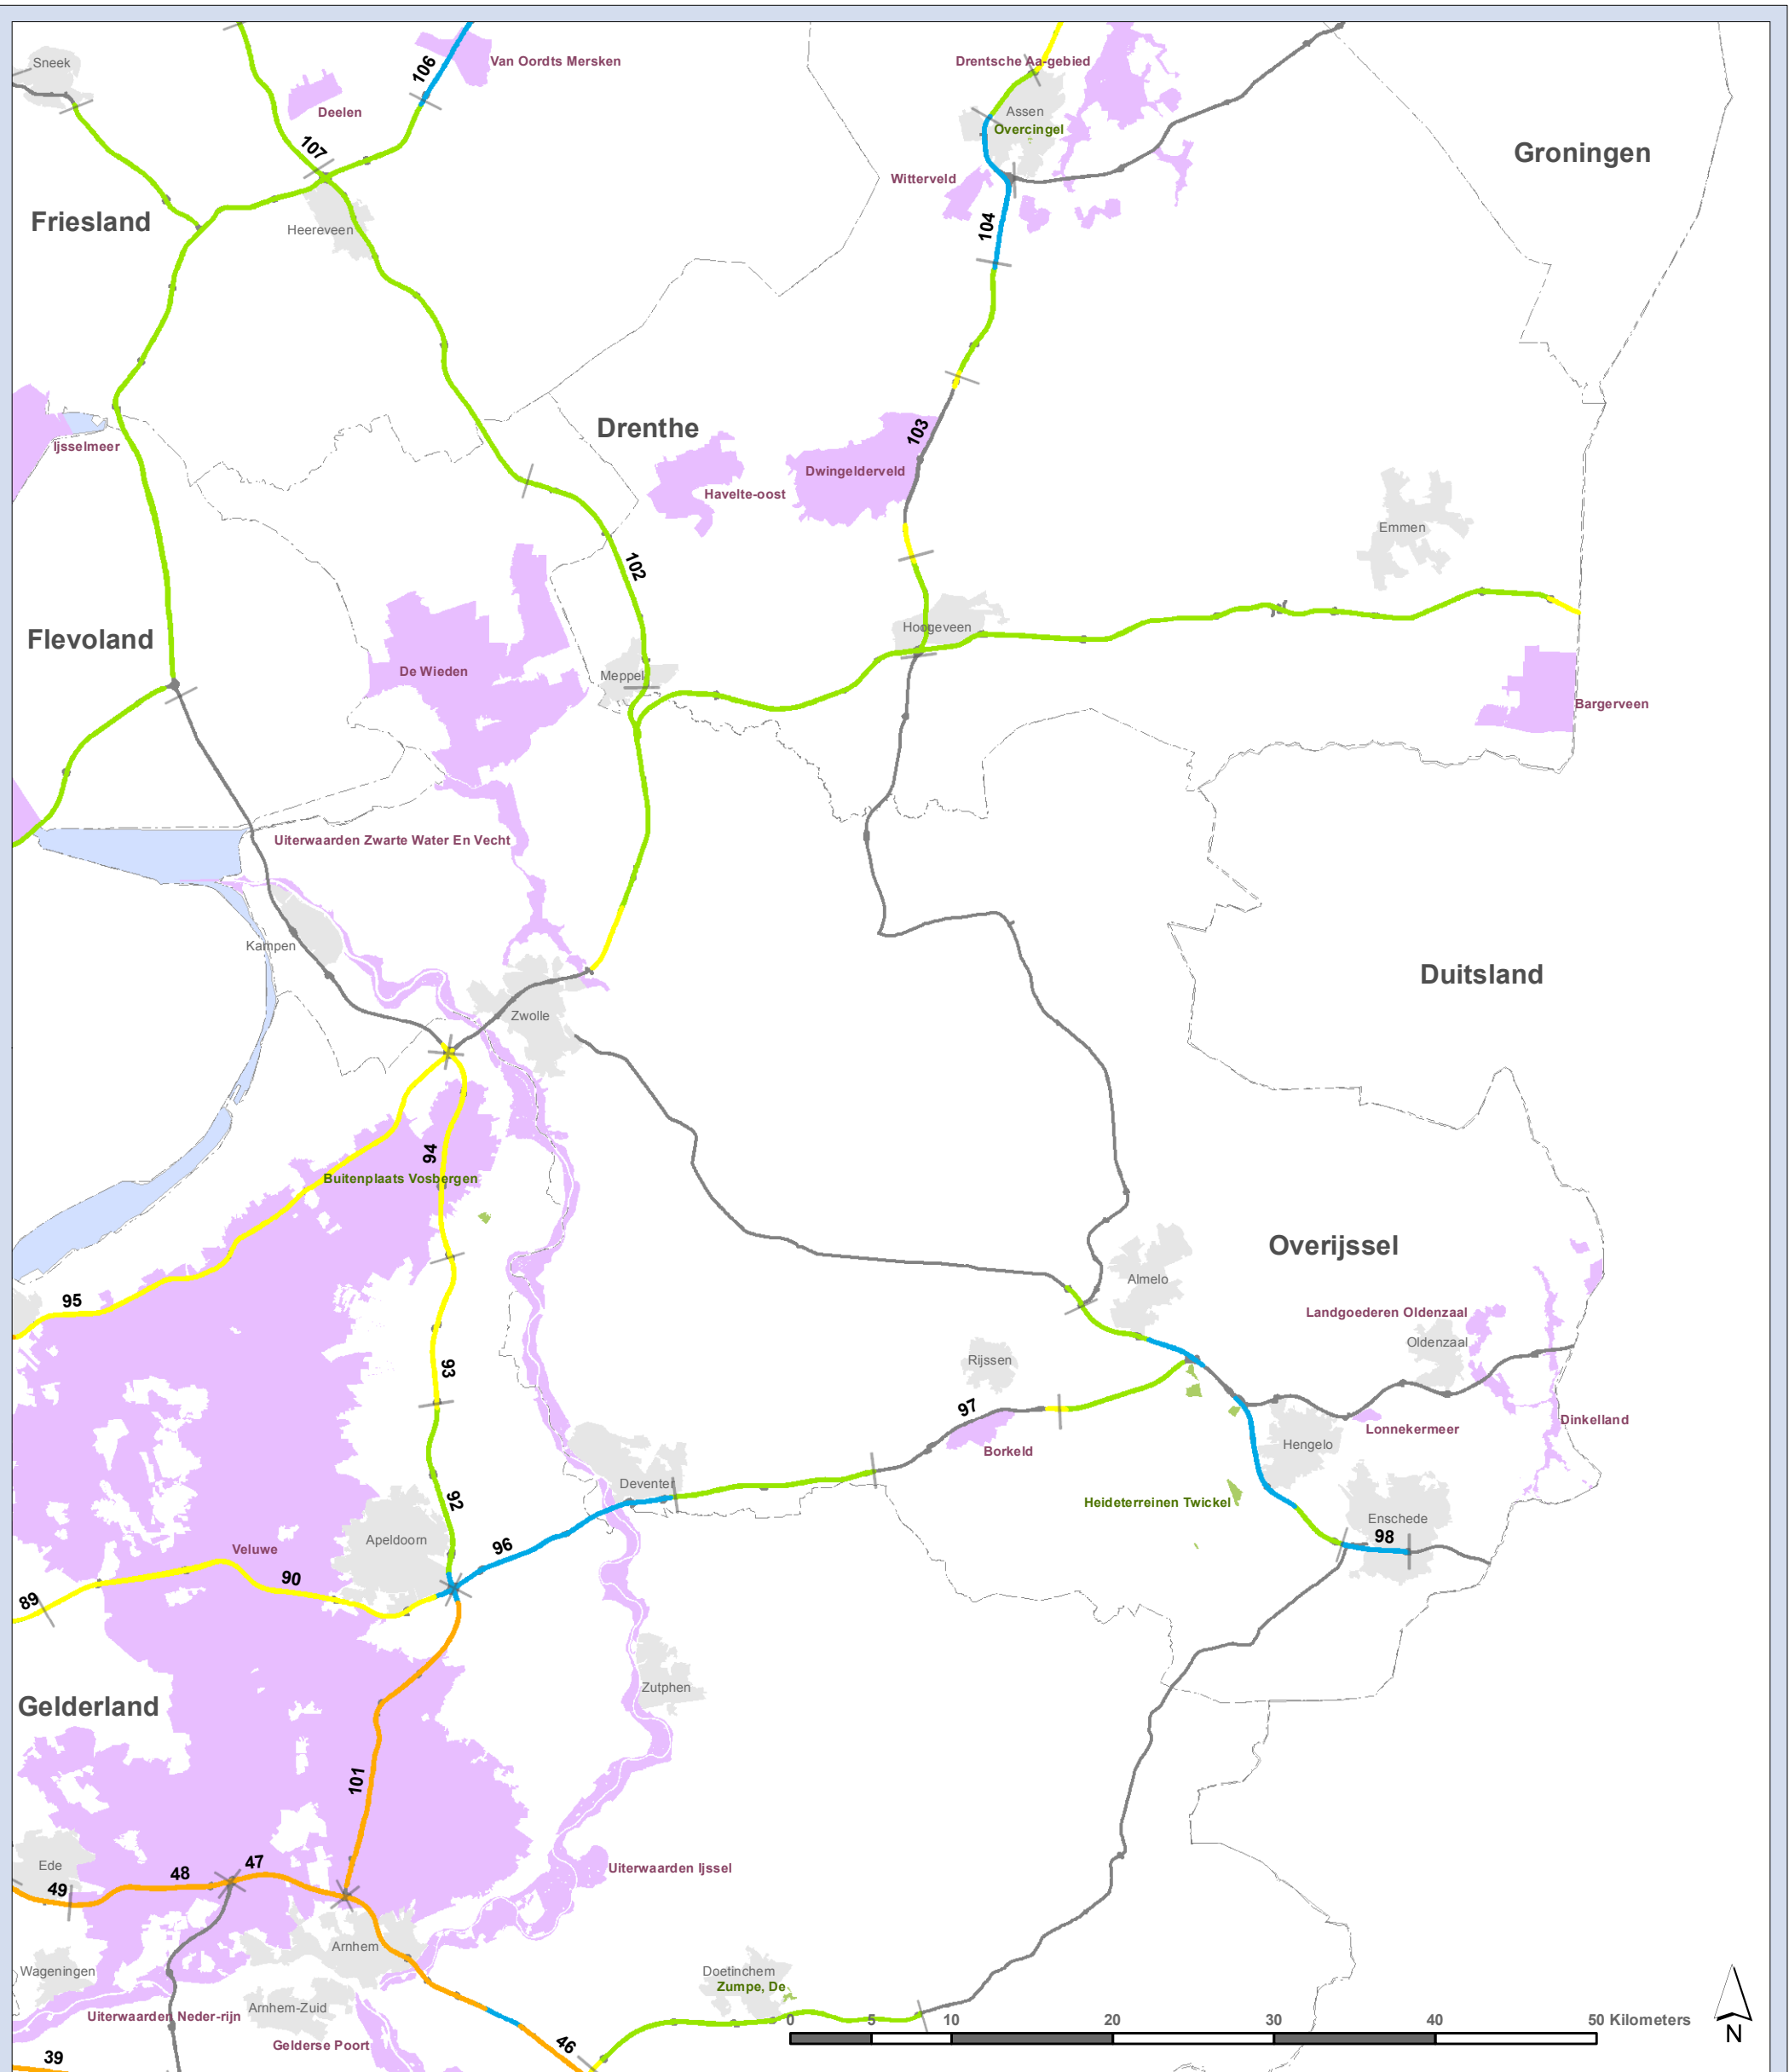 Sneek
106
Van Oordts Mersken
Drentsche Aa-gebied
Deelen
Assen
Overcingel
107
Groningen
Witterveld
Friesland
Heereveen
104
Drenthe
103
Ijsselmeer
Dwingelderveld
Havelte-oost
Emmen
102
Flevoland
Hoogeveen
De Wieden
Meppel
Bargerveen
Uiterwaarden Zwarte Water En Vecht
Kampen
Duitsland
Zwolle
94
Buitenplaats Vosbergen
Overijssel
Almelo
95
Landgoederen Oldenzaal
Oldenzaal
Rijssen
93
97
Dinkelland
Lonnekermeer
Hengelo
Borkeld
Deventer
92
Heideterreinen Twickel
Enschede
98
Apeldoorn
96
Veluwe
90
89
Zutphen
Gelderland
101
Ede
47
48
49
Uiterwaarden Ijssel
Arnhem
Wageningen
Doetinchem
Zumpe, De
Arnhem-Zuid
Uiterwaarden Neder-rijn
Gelderse Poort
46
39
0 5 10 20 30 40 50 Kilometers
N